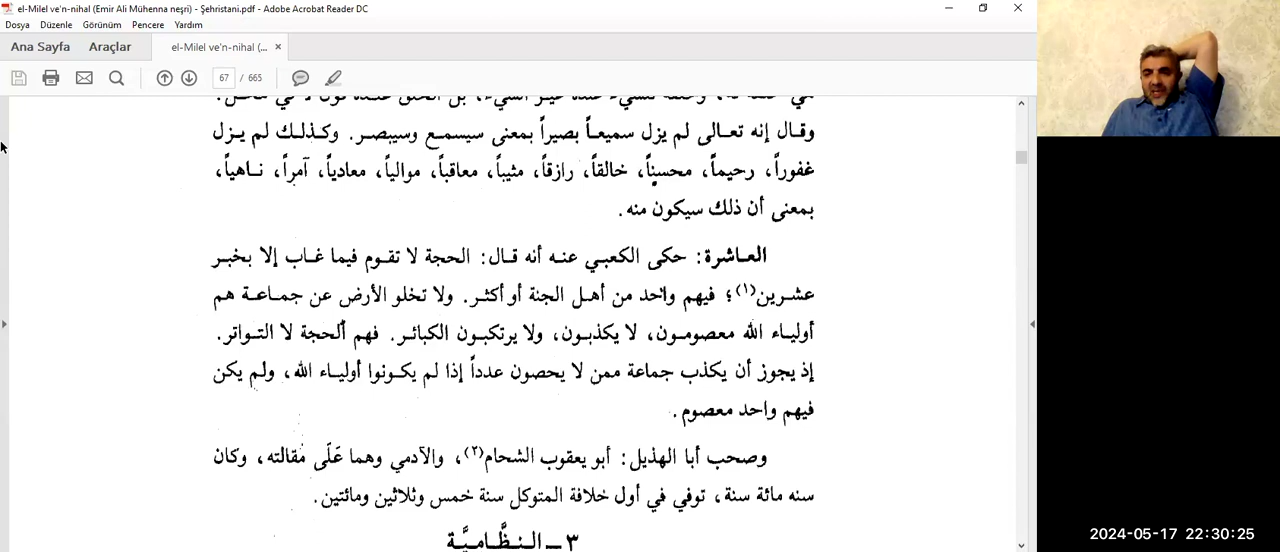 el-Milel ve'n-nihal (Emir Ali Mühenna neşri) - Şehristani.pdf - Adobe Acrobat Reader DC
Dosya Düzenle Görünüm Pencere Yardım
Ana Sayfa Araçlar el-Milel ve'n-nihal (... ×
67 / 665
وقال إنه تعالى لم يزل سميعاً بصيراً بمعنى سيسمع وسيبصر. وكذلك لم يزل
غفوراً، رحيماً، محسناً، خالقاً، رازقاً، مثيباً، معاقباً، موالياً، معادياً، آمراً، ناهياً،
بمعنى أن ذلك سيكون منه.
العاشرة: حكى الكعبي عنه أنه قال: الحجة لا تقوم فيما غاب إلا بخبر
عشرين(١)؛ فيهم واحد من أهل الجنة أو أكثر. ولا تخلو الأرض عن جماعة هم
أولياء الله معصومون، لا يكذبون، ولا يرتكبون الكبائر. فهم الحجة لا التواتر.
إذ يجوز أن يكذب جماعة ممن لا يحصون عدداً إذا لم يكونوا أولياء الله، ولم يكن
فيهم واحد معصوم.
وصحب أبا الهذيل: أبو يعقوب الشحام(٢)، والآدمي وهما عَلَى مقالته، وكان
سنه مائة سنة، توفي في أول خلافة المتوكل سنة خمس وثلاثين ومائتين.
٣ ــ النظَّاميَّة
2024-05-17 22:30:25